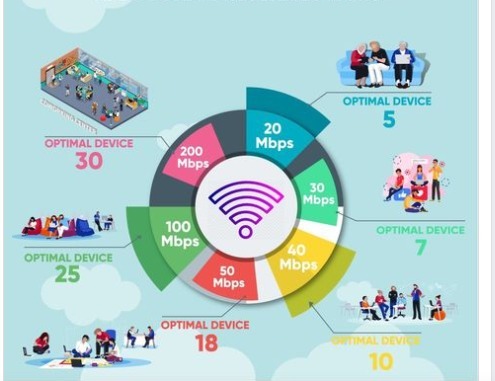 OPTIMAL DEVICE
5
20
Mbps
OPTIMAL DEVICE
30
200
Mbps
30
Mbps
OPTIMAL DEVICE
7
100
Mbps
40
Mbps
OPTIMAL DEVICE
25
50
Mbps
OPTIMAL DEVICE
18
OPTIMAL DEVICE
10